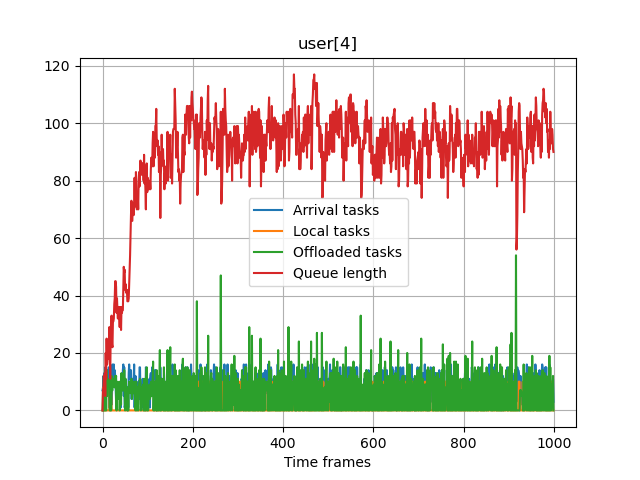 user[4]
120
100
80
60
40
20
0
Arrival tasks
Local tasks
Offloaded tasks
Queue length
0 200 400 600 800 1000
Time frames